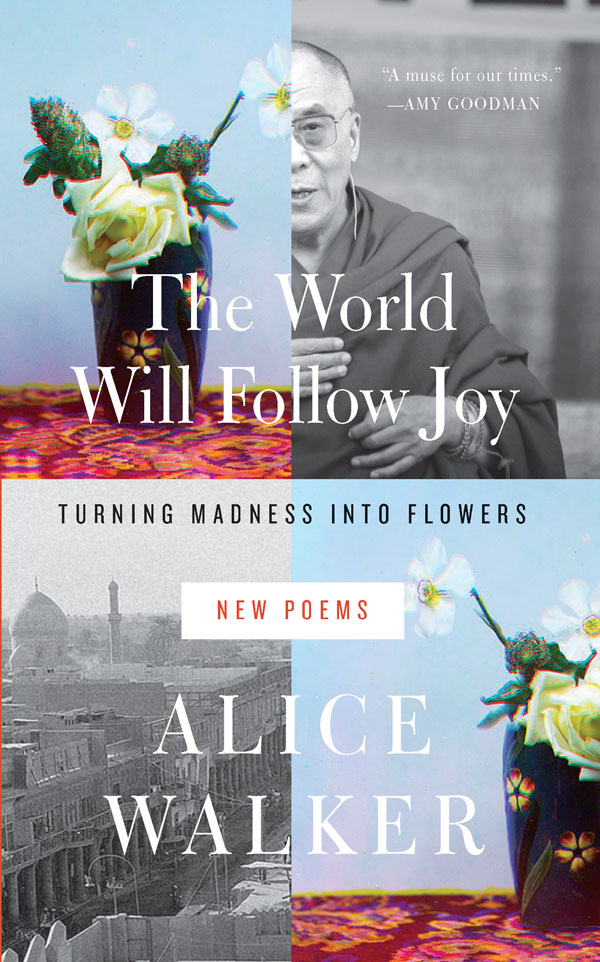 “A muse for our times.”
—AMY GOODMAN
The World
Will Follow Joy
TURNING MADNESS INTO FLOWERS
NEW POEMS
ALICE
WALKER